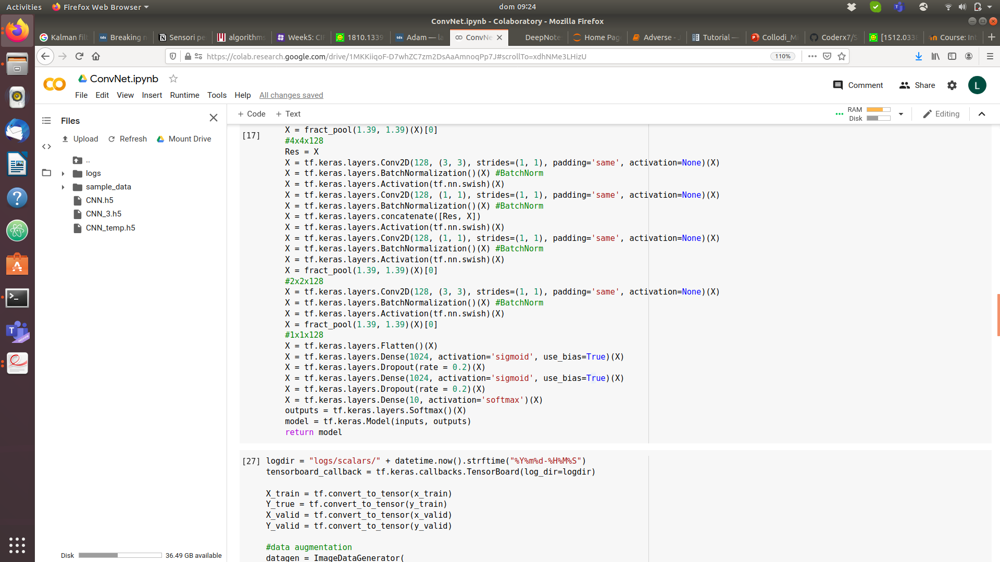 Activities
Firefox Web Browser
dom 09:24
ConvNet.ipynb - Colaboratory - Mozilla Firefox
Kalman fil
Breaking
Sensori pe
algorithms
Week5: CIF
1810.1339
Adam — la
ConvNe
DeepNote
Home Pag
Adverse - J
Tutorial —
Collodi_Mi
Coderx7/S
[1512.033
Course: Int
https://colab.research.google.com/drive/1MKKiiqoF-D7whZC7zm2DsAaAmnoqPp7J#scrollTo=xdhNMe3LHizU
110%
ConvNet.ipynb
Comment
Share
L
File Edit View Insert Runtime Tools Help All changes saved
Files
+ Code + Text
RAM
Disk
Editing
Upload Refresh Mount Drive
..
logs
sample_data
CNN.h5
CNN_3.h5
CNN_temp.h5
Disk 36.49 GB available
[17]
X = fract_pool(1.39, 1.39)(X)[0]
#4x4x128
Res = X
X = tf.keras.layers.Conv2D(128, (3, 3), strides=(1, 1), padding='same', activation=None)(X)
X = tf.keras.layers.BatchNormalization()(X) #BatchNorm
X = tf.keras.layers.Activation(tf.nn.swish)(X)
X = tf.keras.layers.Conv2D(128, (1, 1), strides=(1, 1), padding='same', activation=None)(X)
X = tf.keras.layers.BatchNormalization()(X) #BatchNorm
X = tf.keras.layers.concatenate([Res, X])
X = tf.keras.layers.Activation(tf.nn.swish)(X)
X = tf.keras.layers.Conv2D(128, (1, 1), strides=(1, 1), padding='same', activation=None)(X)
X = tf.keras.layers.BatchNormalization()(X) #BatchNorm
X = tf.keras.layers.Activation(tf.nn.swish)(X)
X = fract_pool(1.39, 1.39)(X)[0]
#2x2x128
X = tf.keras.layers.Conv2D(128, (3, 3), strides=(1, 1), padding='same', activation=None)(X)
X = tf.keras.layers.BatchNormalization()(X) #BatchNorm
X = tf.keras.layers.Activation(tf.nn.swish)(X)
X = fract_pool(1.39, 1.39)(X)[0]
#1x1x128
X = tf.keras.layers.Flatten()(X)
X = tf.keras.layers.Dense(1024, activation='sigmoid', use_bias=True)(X)
X = tf.keras.layers.Dropout(rate = 0.2)(X)
X = tf.keras.layers.Dense(1024, activation='sigmoid', use_bias=True)(X)
X = tf.keras.layers.Dropout(rate = 0.2)(X)
X = tf.keras.layers.Dense(10, activation='softmax')(X)
outputs = tf.keras.layers.Softmax()(X)
model = tf.keras.Model(inputs, outputs)
return model
[27]
logdir = "logs/scalars/" + datetime.now().strftime("%Y%m%d-%H%M%S")
tensorboard_callback = tf.keras.callbacks.TensorBoard(log_dir=logdir)
X_train = tf.convert_to_tensor(x_train)
Y_true = tf.convert_to_tensor(y_train)
X_valid = tf.convert_to_tensor(x_valid)
Y_valid = tf.convert_to_tensor(y_valid)
#data augmentation
datagen = ImageDataGenerator(